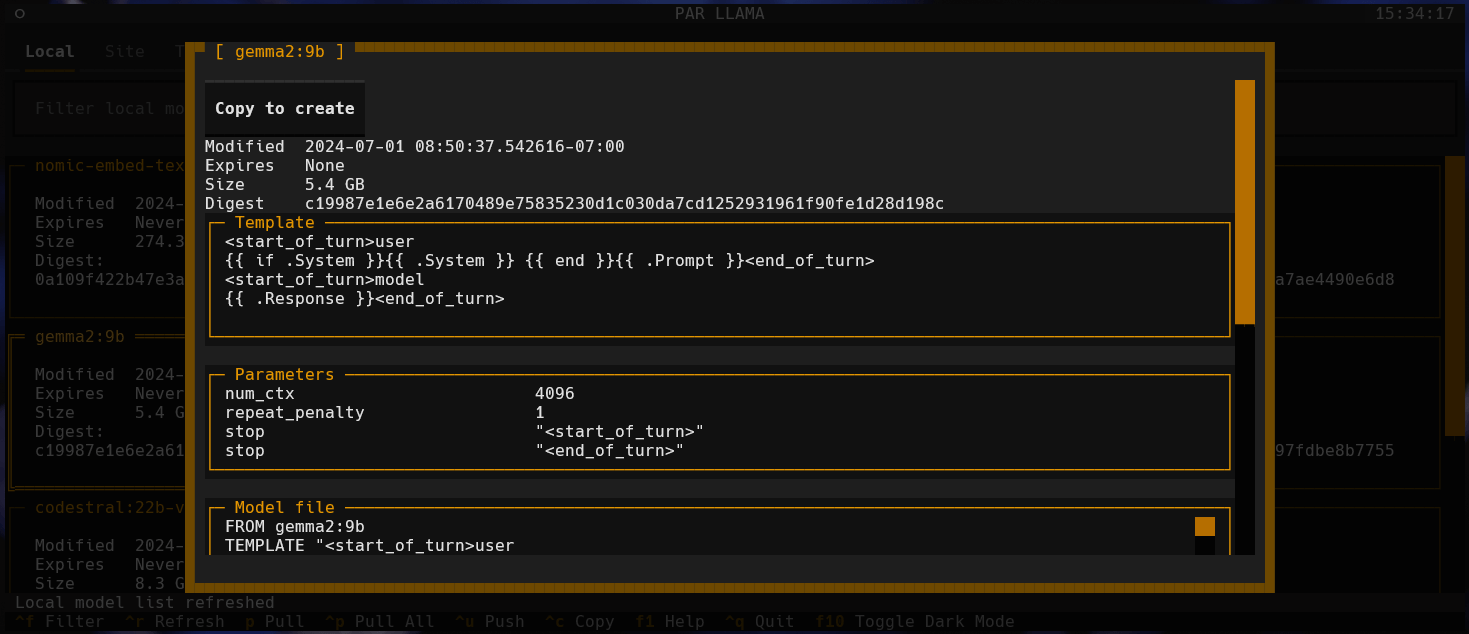 PAR LLAMA 15:34:17
Local Site T
[ gemma2:9b ]
Filter local mo
Copy to create
Modified 2024-07-01 08:50:37.542616-07:00
Expires None
Size 5.4 GB
Digest c19987e1e6e2a6170489e75835230d1c030da7cd1252931961f90fe1d28d198c
Template
<start_of_turn>user
{{ if .System }}{{ .System }} {{ end }}{{ .Prompt }}<end_of_turn>
<start_of_turn>model
{{ .Response }}<end_of_turn>
Parameters
num_ctx 4096
repeat_penalty 1
stop "<start_of_turn>"
stop "<end_of_turn>"
Model file
FROM gemma2:9b
TEMPLATE "<start_of_turn>user
nomic-embed-tex
Modified 2024-
Expires Never
Size 274.3
Digest:
0a109f422b47e3a
a7ae4490e6d8
gemma2:9b
Modified 2024-
Expires Never
Size 5.4 G
Digest:
c19987e1e6e2a61
97fdbe8b7755
codestral:22b-v
Modified 2024-
Expires Never
Size 8.3 G
Local model list refreshed
^f Filter ^r Refresh p Pull ^p Pull All ^u Push ^c Copy f1 Help ^q Quit f10 Toggle Dark Mode